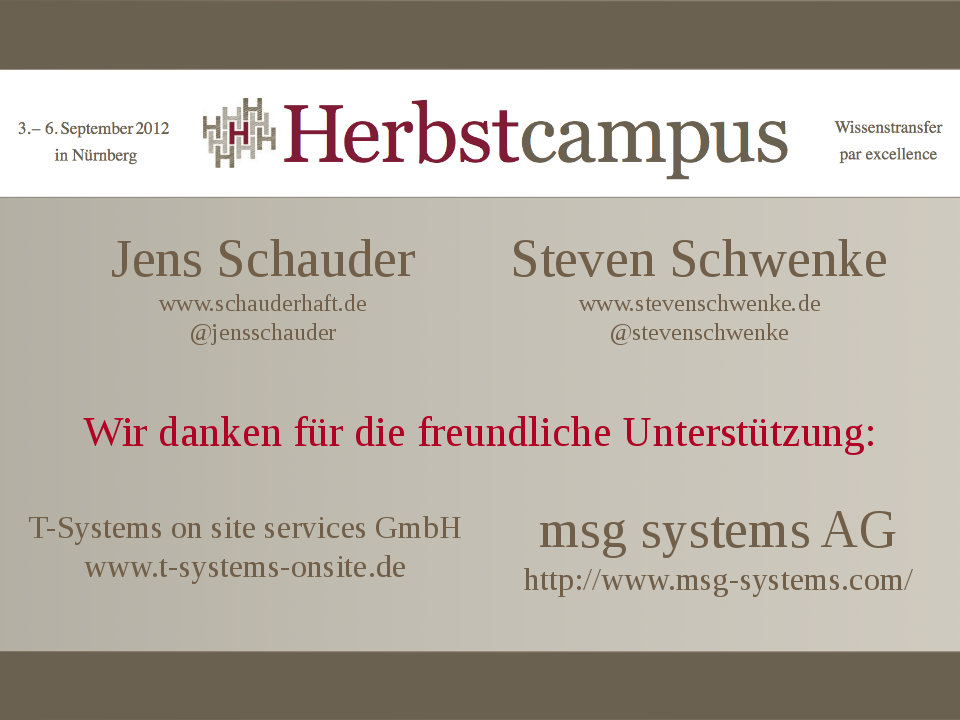 3.– 6. September 2012
in Nürnberg
Herbstcampus
Wissenstransfer
par excellence
Jens Schauder
www.schauderhaft.de
@jensschauder
Steven Schwenke
www.stevenschwenke.de
@stevenschwenke
Wir danken für die freundliche Unterstützung:
T-Systems on site services GmbH
www.t-systems-onsite.de
msg systems AG
http://www.msg-systems.com/